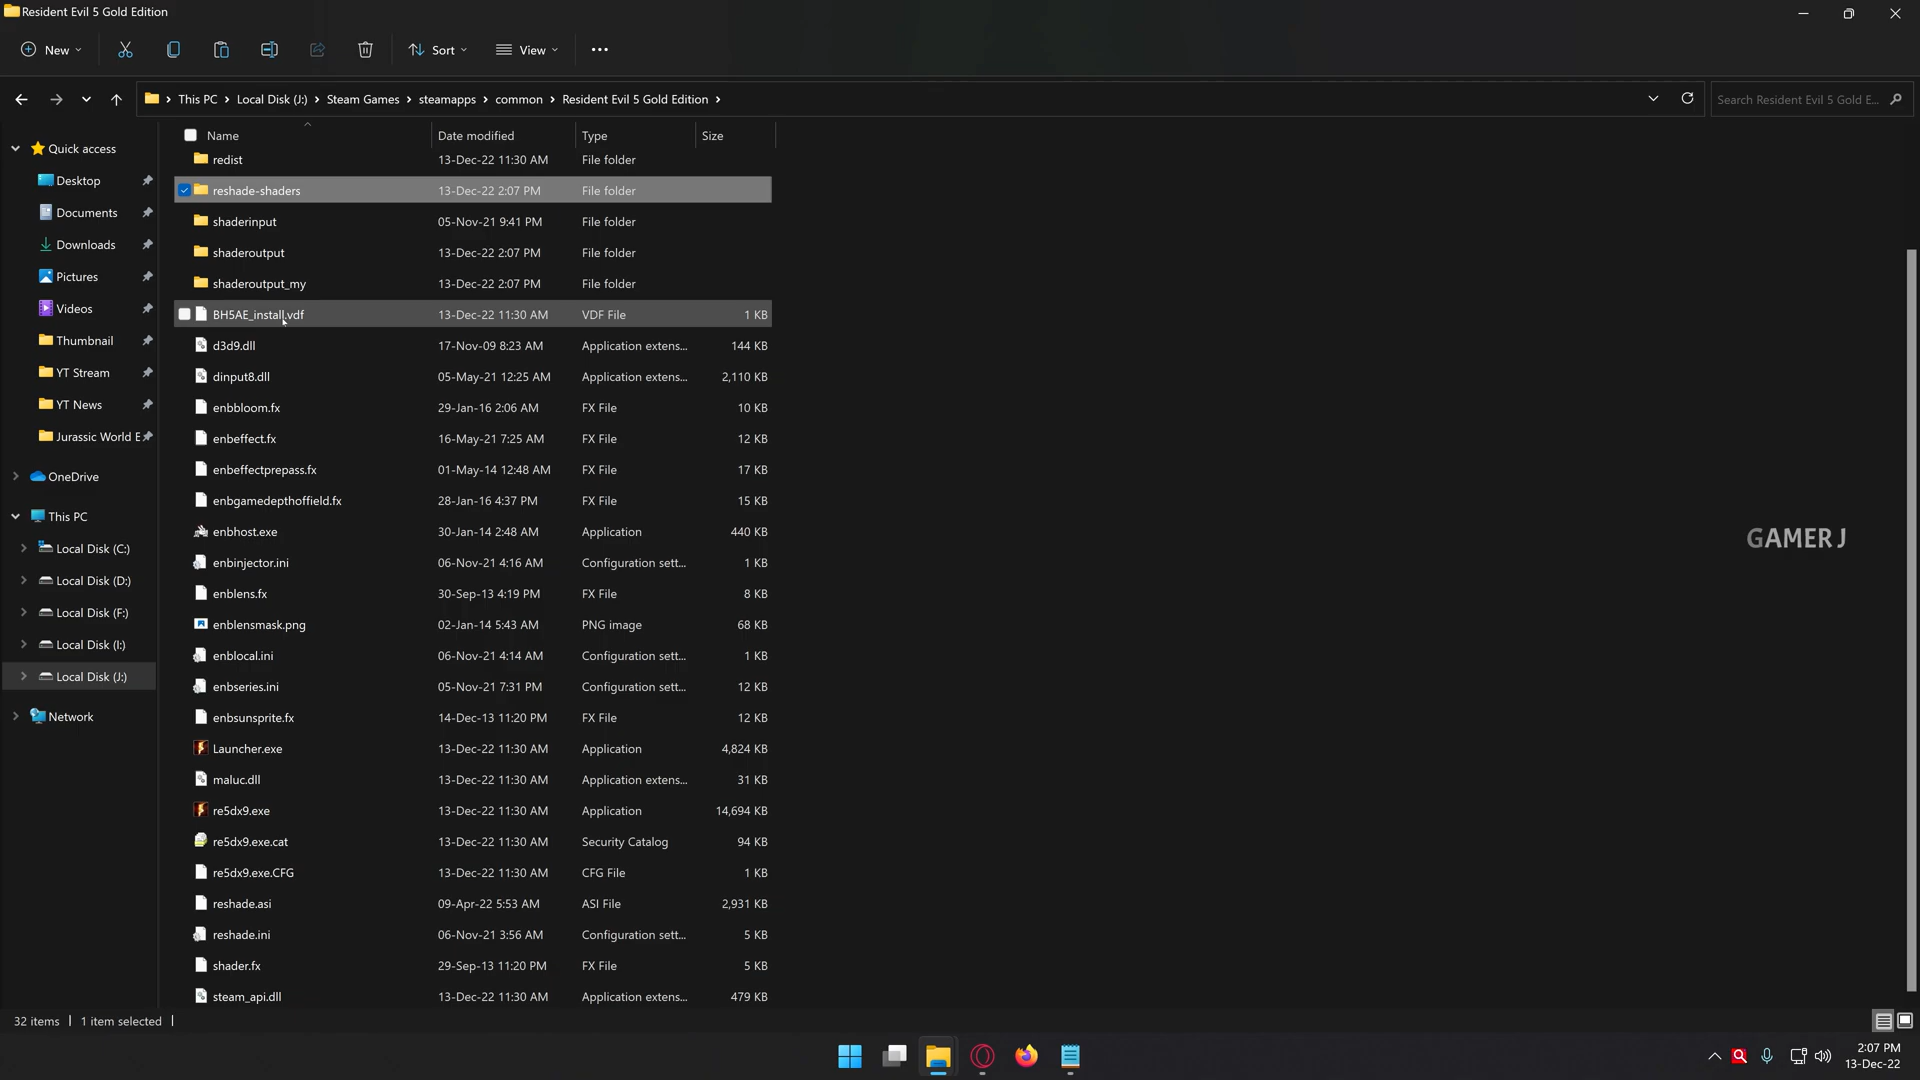 Resident Evil 5 Gold Edition
New
Sort
View
This PC
Local Disk (J:)
Steam Games
steamapps
common
Resident Evil 5 Gold Edition
Search Resident Evil 5 Gold E...
Name Date modified Type Size
redist 13-Dec-22 11:30 AM File folder
reshade-shaders 13-Dec-22 2:07 PM File folder
shaderinput 05-Nov-21 9:41 PM File folder
shaderoutput 13-Dec-22 2:07 PM File folder
shaderoutput_my 13-Dec-22 2:07 PM File folder
BH5AE_install.vdf 13-Dec-22 11:30 AM VDF File 1 KB
d3d9.dll 17-Nov-09 8:23 AM Application extens... 144 KB
dinput8.dll 05-May-21 12:25 AM Application extens... 2,110 KB
enbbloom.fx 29-Jan-16 2:06 AM FX File 10 KB
enbeffect.fx 16-May-21 7:25 AM FX File 12 KB
enbeffectprepass.fx 01-May-14 12:48 AM FX File 17 KB
enbgamedepthoffield.fx 28-Jan-16 4:37 PM FX File 15 KB
enbhost.exe 30-Jan-14 2:48 AM Application 440 KB
enbinjector.ini 06-Nov-21 4:16 AM Configuration sett... 1 KB
enblens.fx 30-Sep-13 4:19 PM FX File 8 KB
enblensmask.png 02-Jan-14 5:43 AM PNG image 68 KB
enblocal.ini 06-Nov-21 4:14 AM Configuration sett... 1 KB
enbseries.ini 05-Nov-21 7:31 PM Configuration sett... 12 KB
enbsunsprite.fx 14-Dec-13 11:20 PM FX File 12 KB
Launcher.exe 13-Dec-22 11:30 AM Application 4,824 KB
maluc.dll 13-Dec-22 11:30 AM Application extens... 31 KB
re5dx9.exe 13-Dec-22 11:30 AM Application 14,694 KB
re5dx9.exe.cat 13-Dec-22 11:30 AM Security Catalog 94 KB
re5dx9.exe.CFG 13-Dec-22 11:30 AM CFG File 1 KB
reshade.asi 09-Apr-22 5:53 AM ASI File 2,931 KB
reshade.ini 06-Nov-21 3:56 AM Configuration sett... 5 KB
shader.fx 29-Sep-13 11:20 PM FX File 5 KB
steam_api.dll 13-Dec-22 11:30 AM Application extens... 479 KB
Quick access
Desktop
Documents
Downloads
Pictures
Videos
Thumbnail
YT Stream
YT News
Jurassic World E
OneDrive
This PC
Local Disk (C:)
Local Disk (D:)
Local Disk (F:)
Local Disk (I:)
Local Disk (J:)
Network
GAMER J
32 items
1 item selected
2:07 PM
13-Dec-22